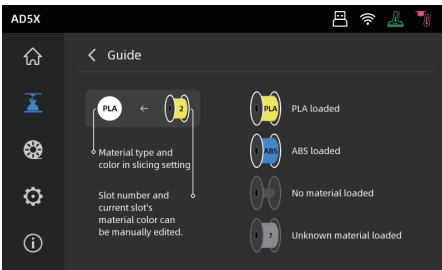 AD5X
Guide
PLA
2
Material type and
color in slicing setting
Slot number and
current slot's
material color can
be manually edited.
PLA
PLA loaded
ABS
ABS loaded
No material loaded
?
Unknown material loaded